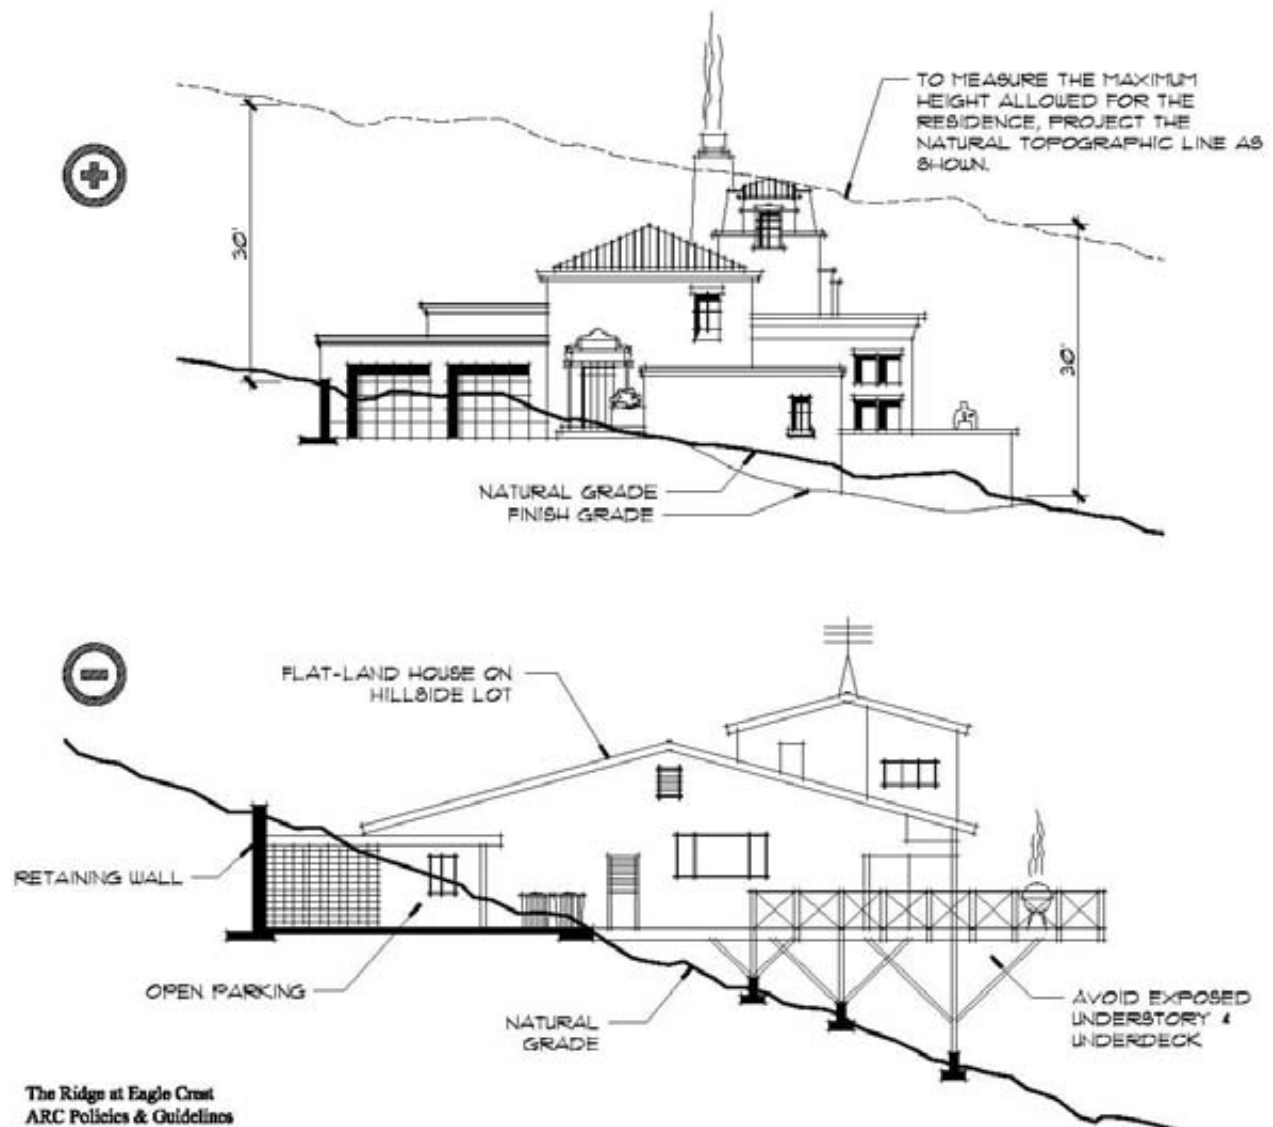 TO MEASURE THE MAXIMUM
HEIGHT ALLOWED FOR THE
RESIDENCE, PROJECT THE
NATURAL TOPOGRAPHIC LINE AS
SHOWN.
30'
30'
NATURAL GRADE
FINISH GRADE
FLAT-LAND HOUSE ON
HILLSIDE LOT
RETAINING WALL
OPEN PARKING
NATURAL
GRADE
AVOID EXPOSED
UNDERSTORY &
UNDERDECK
The Ridge at Eagle Crest
ARC Policies & Guidelines